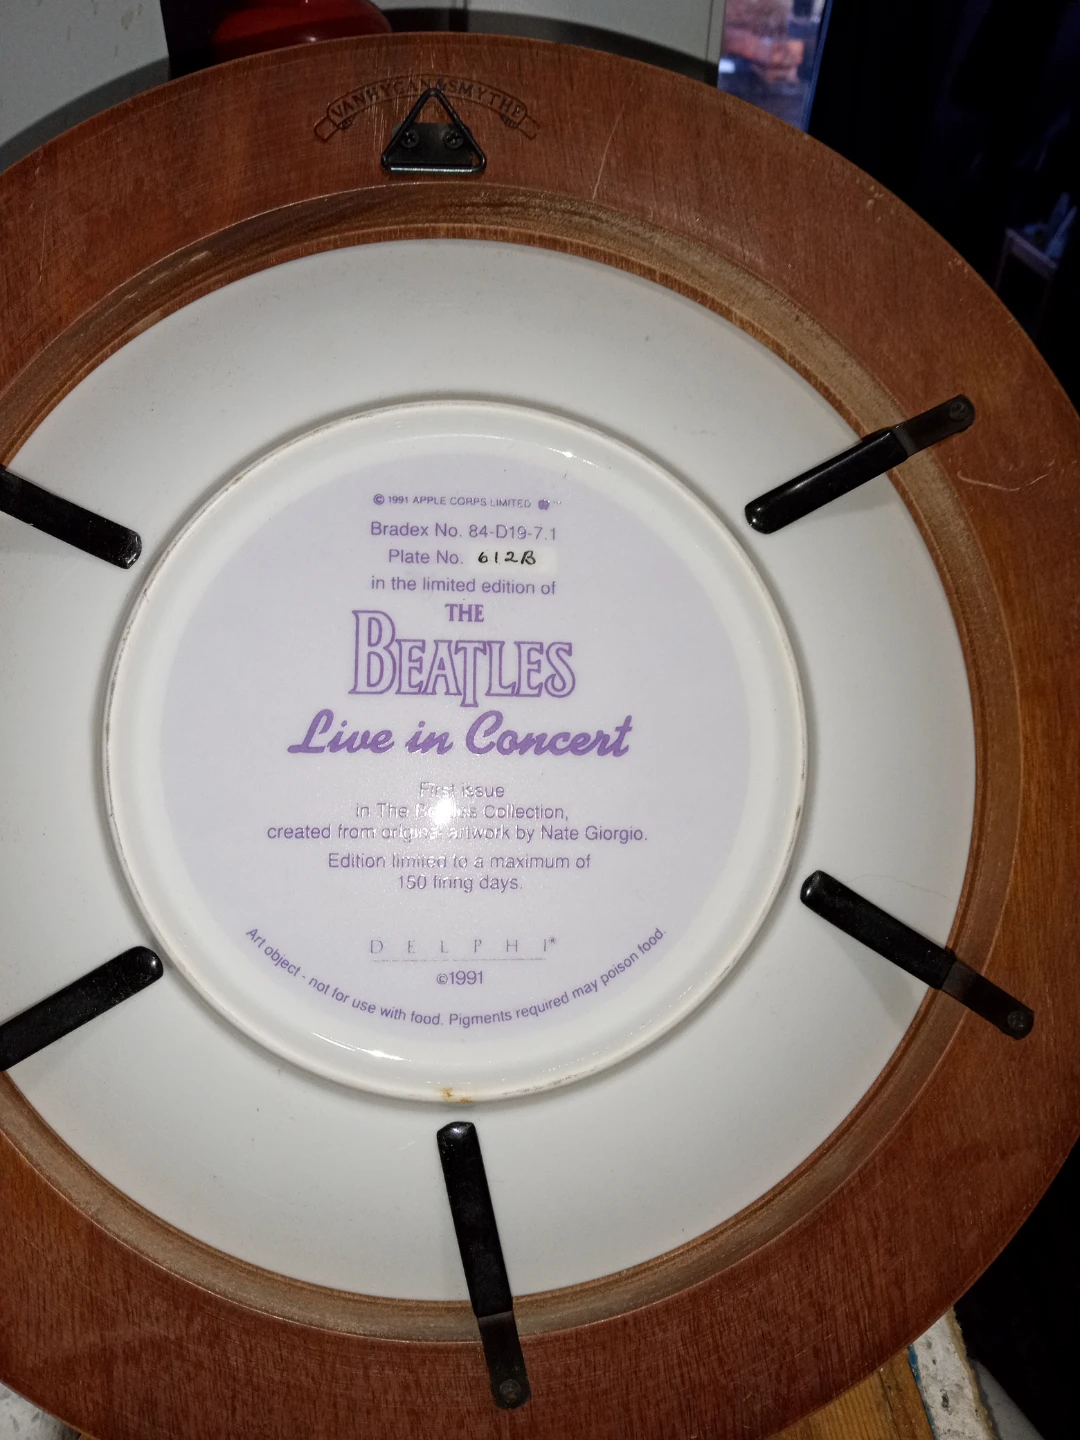 VANHYGAN & SMYTHE
© 1991 APPLE CORPS LIMITED
Bradex No. 84-D19-7.1
Plate No. 612B
in the limited edition of
THE
BEATLES
Live in Concert
First issue
in The Beatles Collection,
created from original artwork by Nate Giorgio.
Edition limited to a maximum of
150 firing days.
DELPHI*
©1991
Art object - not for use with food. Pigments required may poison food.